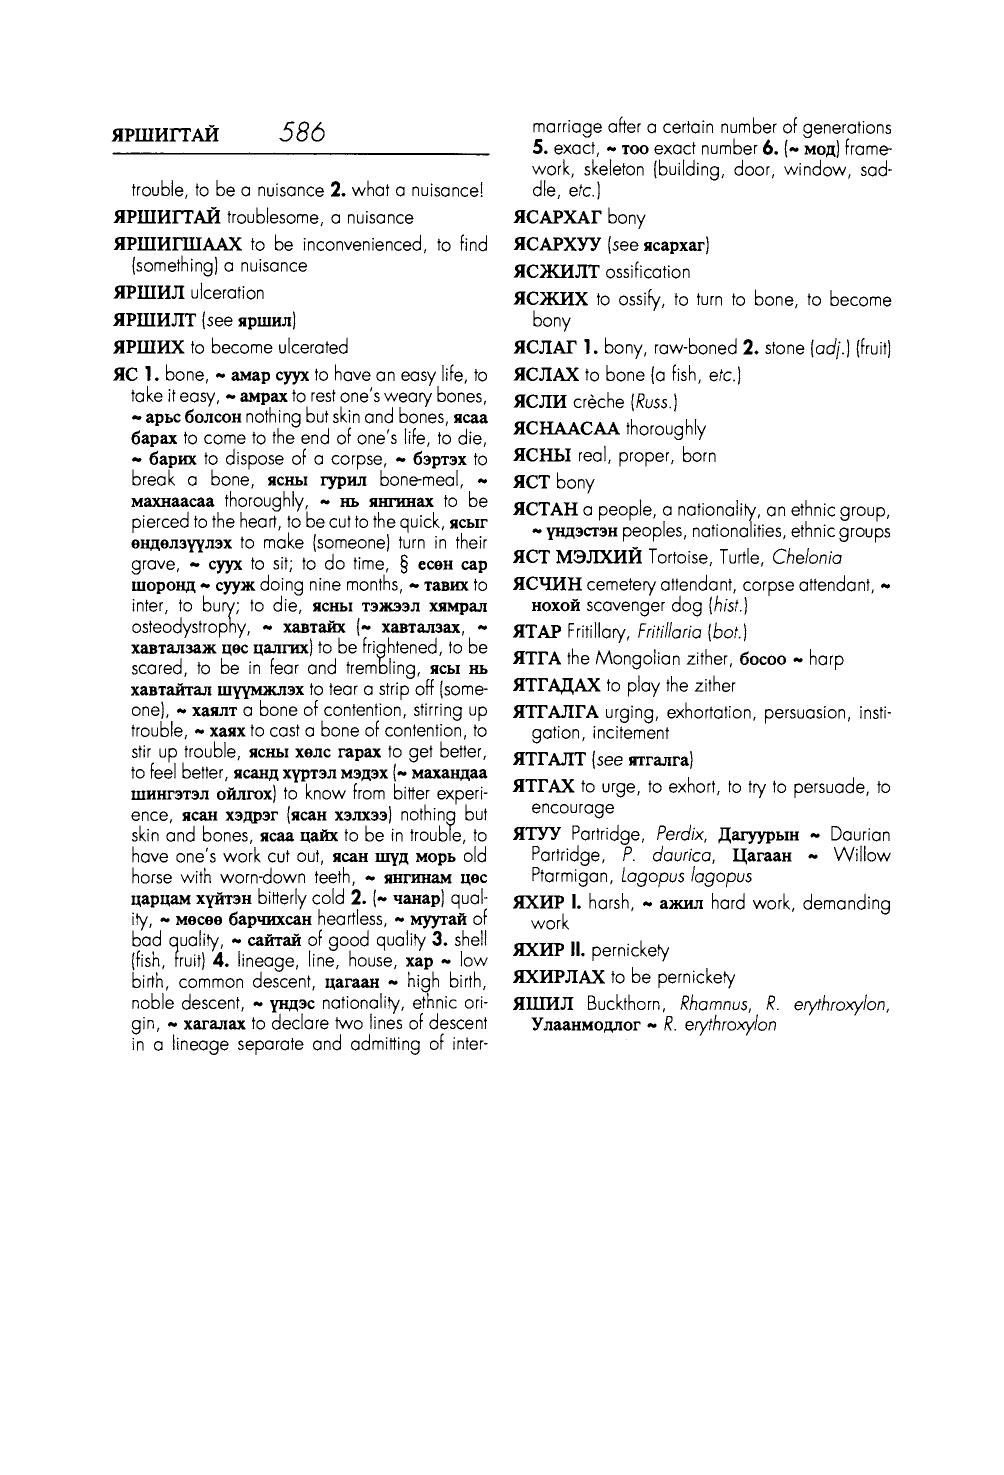 ЯРШИГТАЙ 586
trouble, to be a nuisance 2. what a nuisance!
ЯРШИГТАЙ troublesome, a nuisance
ЯРШИГШААХ to be inconvenienced, to find
(something) a nuisance
ЯРШИЛ ulceration
ЯРШИЛТ (see яршил)
ЯРШИХ to become ulcerated
ЯС 1. bone, ~ амар суух to have an easy life, to
take it easy, ~ амрах to rest one's weary bones,
~ арьс болсон nothing but skin and bones, ясаа
барах to come to the end of one's life, to die,
~ барих to dispose of a corpse, ~ бэртэх to
break a bone, ясны гурил bone-meal, ~
махнаасаа thoroughly, ~ нь янгинах to be
pierced to the heart, to be cut to the quick, ясыг
өндөлзүүлэх to make (someone) turn in their
grave, ~ суух to sit; to do time, § есөн сар
шоронд ~ сууж doing nine months, ~ тавих to
inter, to bury; to die, ясны тэжээл хямрал
osteodystrophy, ~ хавтайх (~ хавталзах, ~
хавталзаж цөс цалгих) to be frightened, to be
scared, to be in fear and trembling, ясы нь
хавтайтал шүүмжлэх to tear a strip off (some-
one), ~ хаялт a bone of contention, stirring up
trouble, ~ хаях to cast a bone of contention, to
stir up trouble, ясны хөлс гарах to get better,
to feel better, ясанд хүртэл мэдэх (~ махандаа
шингэтэл ойлгох) to know from bitter experi-
ence, ясан хэдрэг (ясан хэлхээ) nothing but
skin and bones, ясаа цайх to be in trouble, to
have one's work cut out, ясан шүд морь old
horse with worn-down teeth, ~ янгинам цөс
царцам хүйтэн bitterly cold 2. (~ чанар) qual-
ity, ~ мөсөө барчихсан heartless, ~ муутай of
bad quality, ~ сайтай of good quality 3. shell
(fish, fruit) 4. lineage, line, house, хар ~ low
birth, common descent, цагаан ~ high birth,
noble descent, ~ үндэс nationality, ethnic ori-
gin, ~ хагалах to declare two lines of descent
in a lineage separate and admitting of inter-
marriage after a certain number of generations
5. exact, ~ тоо exact number 6. (~ мод) frame-
work, skeleton (building, door, window, sad-
dle, etc.)
ЯСАРХАГ bony
ЯСАРХУУ (see ясархаг)
ЯСЖИЛТ ossification
ЯСЖИХ to ossify, to turn to bone, to become
bony
ЯСЛАГ 1. bony, raw-boned 2. stone (adj.) (fruit)
ЯСЛАХ to bone (a fish, etc.)
ЯСЛИ crèche (Russ.)
ЯСНААСАА thoroughly
ЯСНЫ real, proper, born
ЯСТ bony
ЯСТАН a people, a nationality, an ethnic group,
~ үндэстэн peoples, nationalities, ethnic groups
ЯСТ МЭЛХИЙ Tortoise, Turtle, Chelonia
ЯСЧИН cemetery attendant, corpse attendant, ~
нохой scavenger dog (hist.)
ЯТАР Fritillary, Fritillaria (bot.)
ЯТГА the Mongolian zither, босоо ~ harp
ЯТГАДАХ to play the zither
ЯТГАЛГА urging, exhortation, persuasion, insti-
gation, incitement
ЯТГАЛТ (see ятгалга)
ЯТГАХ to urge, to exhort, to try to persuade, to
encourage
ЯТУУ Partridge, Perdix, Дагуурын ~ Daurian
Partridge, P. daurica, Цагаан ~ Willow
Ptarmigan, Lagopus lagopus
ЯХИР I. harsh, ~ ажил hard work, demanding
work
ЯХИР II. pernickety
ЯХИРЛАХ to be pernickety
ЯШИЛ Buckthorn, Rhamnus, R. erythroxylon,
Улаанмодлог ~ R. erythroxylon